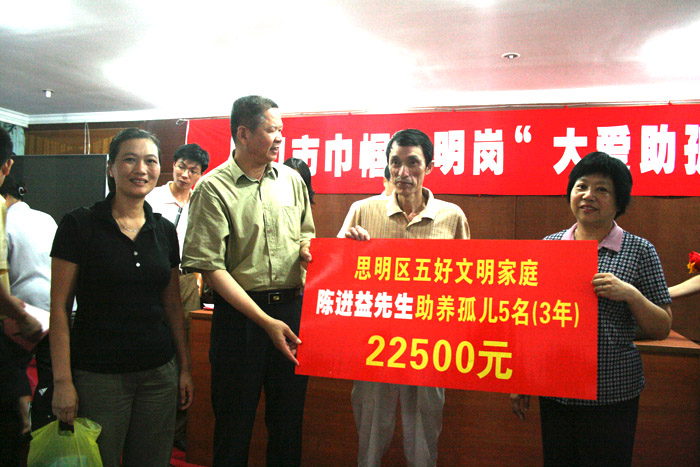 市巾帼 明岗“大爱助孤
思明区五好文明家庭
陈进益先生助养孤儿5名(3年)
22500元